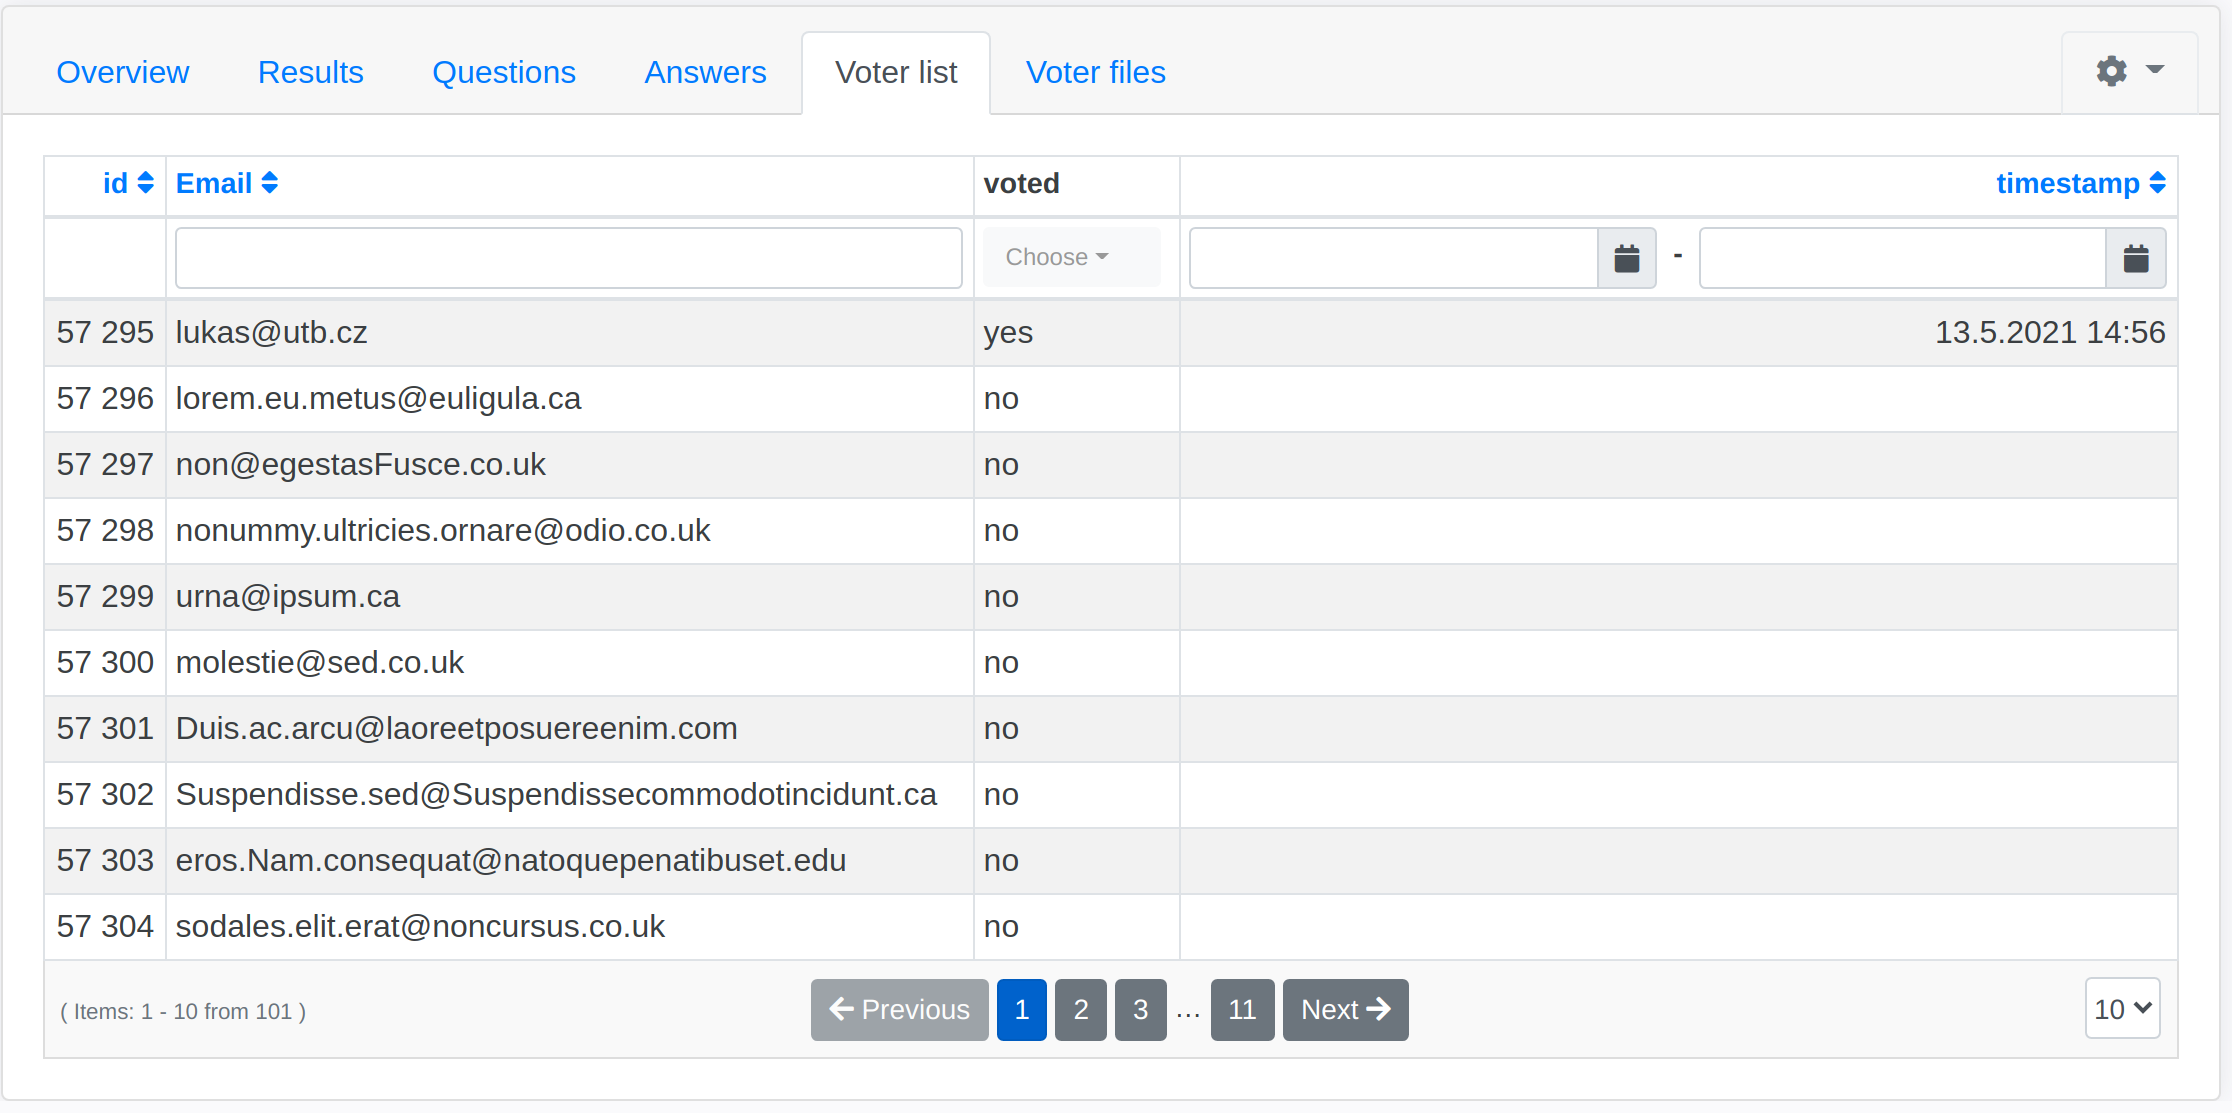 Overview Results Questions Answers Voter list Voter files
id Email voted timestamp
Choose -
57 295 lukas@utb.cz yes 13.5.2021 14:56
57 296 lorem.eu.metus@euligula.ca no
57 297 non@egestasFusce.co.uk no
57 298 nonummy.ultricies.ornare@odio.co.uk no
57 299 urna@ipsum.ca no
57 300 molestie@sed.co.uk no
57 301 Duis.ac.arcu@laoreetposuereenim.com no
57 302 Suspendisse.sed@Suspendissecommodotincidunt.ca no
57 303 eros.Nam.consequat@natoquepenatibuset.edu no
57 304 sodales.elit.erat@noncursus.co.uk no
( Items: 1 - 10 from 101 ) Previous 1 2 3 ... 11 Next 10